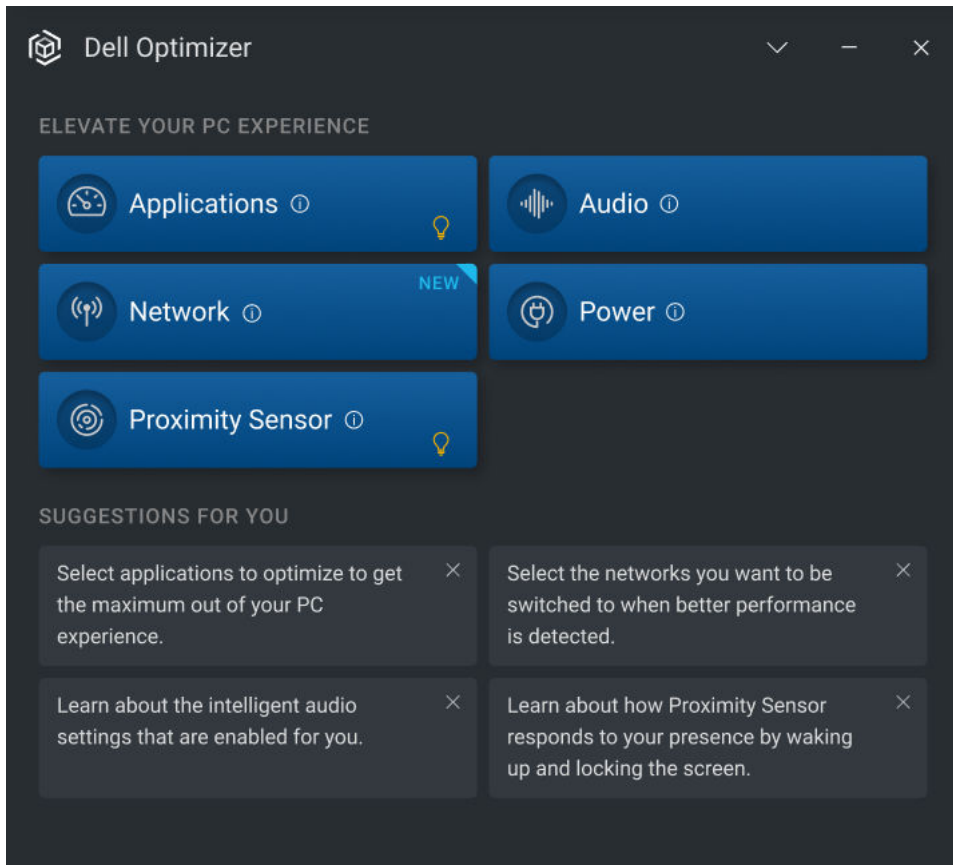 Dell Optimizer
ELEVATE YOUR PC EXPERIENCE
Applications
Audio
Network
NEW
Power
Proximity Sensor
SUGGESTIONS FOR YOU
Select applications to optimize to get
the maximum out of your PC
experience.
Select the networks you want to be
switched to when better performance
is detected.
Learn about the intelligent audio
settings that are enabled for you.
Learn about how Proximity Sensor
responds to your presence by waking
up and locking the screen.